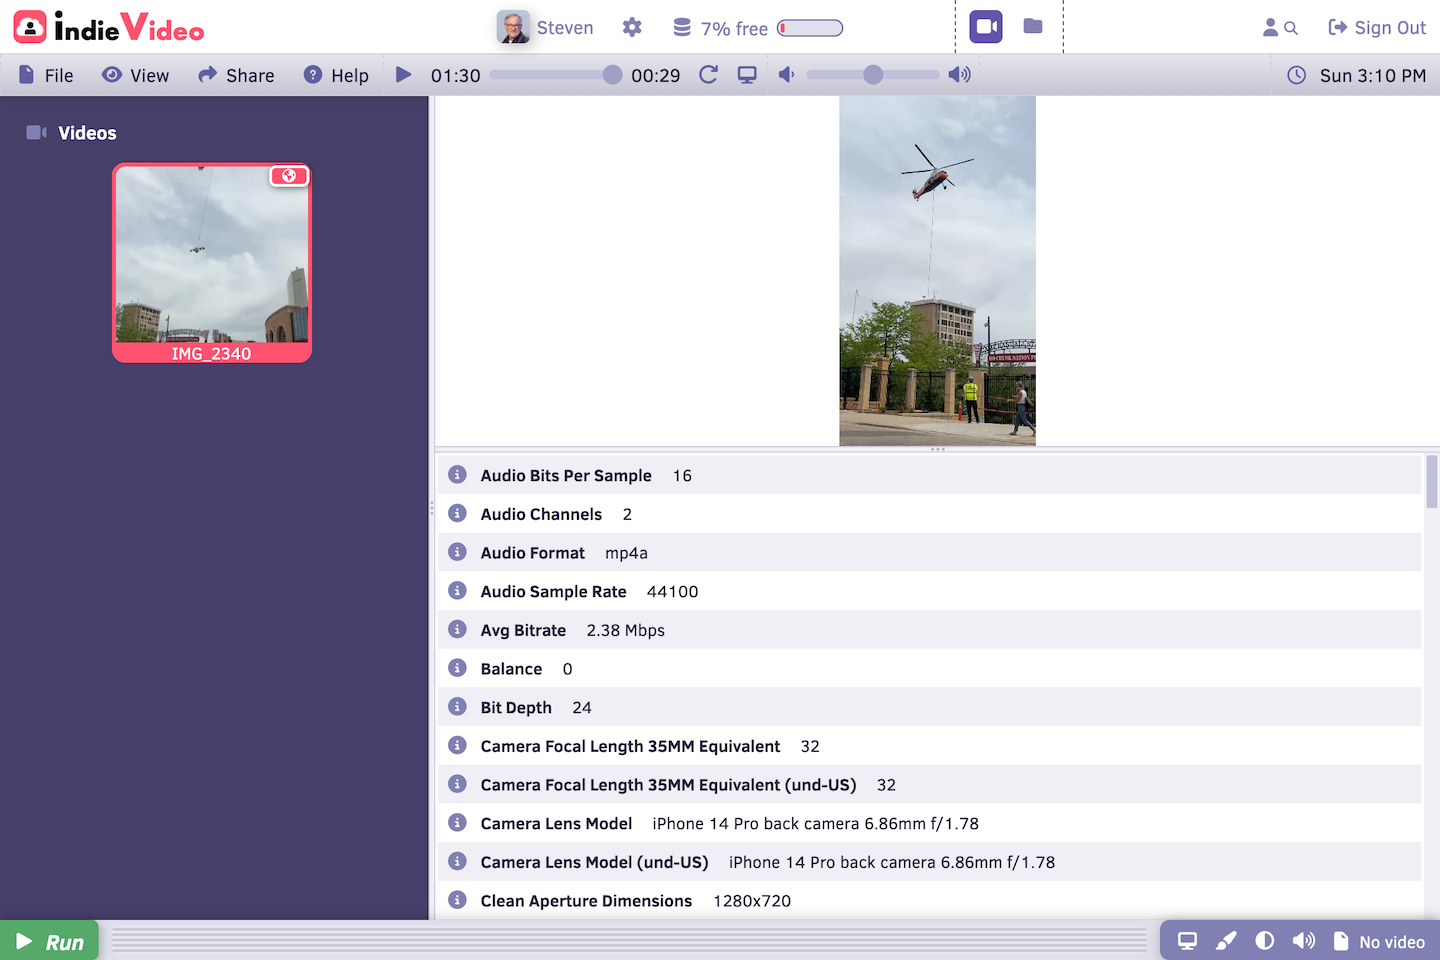 indieVideo
Steven
7% free
Sign Out
File
View
Share
Help
01:30
00:29
Sun 3:10 PM
Videos
IMG_2340
HO-CHUNK NATION P
Audio Bits Per Sample 16
Audio Channels 2
Audio Format mp4a
Audio Sample Rate 44100
Avg Bitrate 2.38 Mbps
Balance 0
Bit Depth 24
Camera Focal Length 35MM Equivalent 32
Camera Focal Length 35MM Equivalent (und-US) 32
Camera Lens Model iPhone 14 Pro back camera 6.86mm f/1.78
Camera Lens Model (und-US) iPhone 14 Pro back camera 6.86mm f/1.78
Clean Aperture Dimensions 1280x720
Run
No video